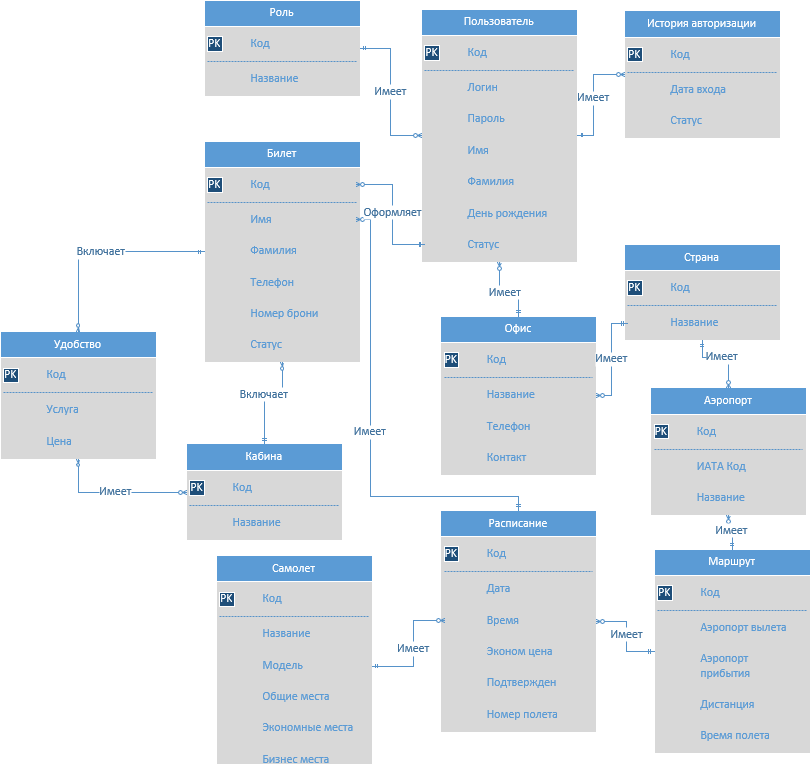 Роль
PK Код
Название
Имеет
Пользователь
PK Код
Логин
Пароль
Имя
Фамилия
День рождения
Статус
Имеет
История авторизации
PK Код
Дата входа
Статус
Билет
PK Код
Имя
Фамилия
Телефон
Номер брони
Статус
Оформляет
Включает
Имеет
Страна
PK Код
Название
Удобство
PK Код
Услуга
Цена
Включает
Офис
PK Код
Название
Телефон
Контакт
Имеет
Имеет
Аэропорт
PK Код
ИАТА Код
Название
Имеет
Кабина
PK Код
Название
Имеет
Имеет
Расписание
PK Код
Дата
Время
Эконом цена
Подтвержден
Номер полета
Самолет
PK Код
Название
Модель
Общие места
Экономные места
Бизнес места
Имеет
Имеет
Маршрут
PK Код
Аэропорт вылета
Аэропорт
прибытия
Дистанция
Время полета